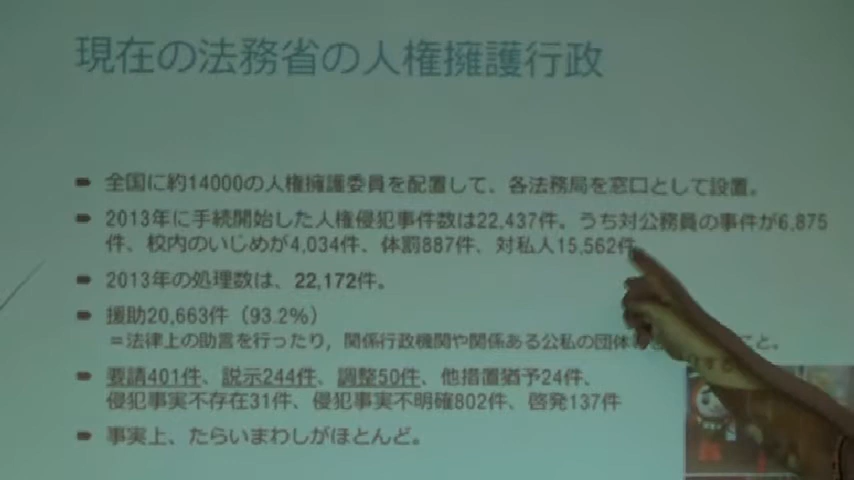 現在の法務省の人権擁護行政
全国に約14000の人権擁護委員を配置して、各法務局を窓口として設置。
2013年に手続開始した人権侵犯事件数は22,437件。うち対公務員の事件が6,875
件、校内のいじめが4,034件、体罰887件、対私人15,562件
2013年の処理数は、22,172件。
援助20,663件（93.2%）
＝法律上の助言を行ったり，関係行政機関や関係ある公私の団体 こと。
要請401件、説示244件、調整50件、他措置猶予24件、
侵犯事実不存在31件、侵犯事実不明確802件、啓発137件
事実上、たらいまわしがほとんど。